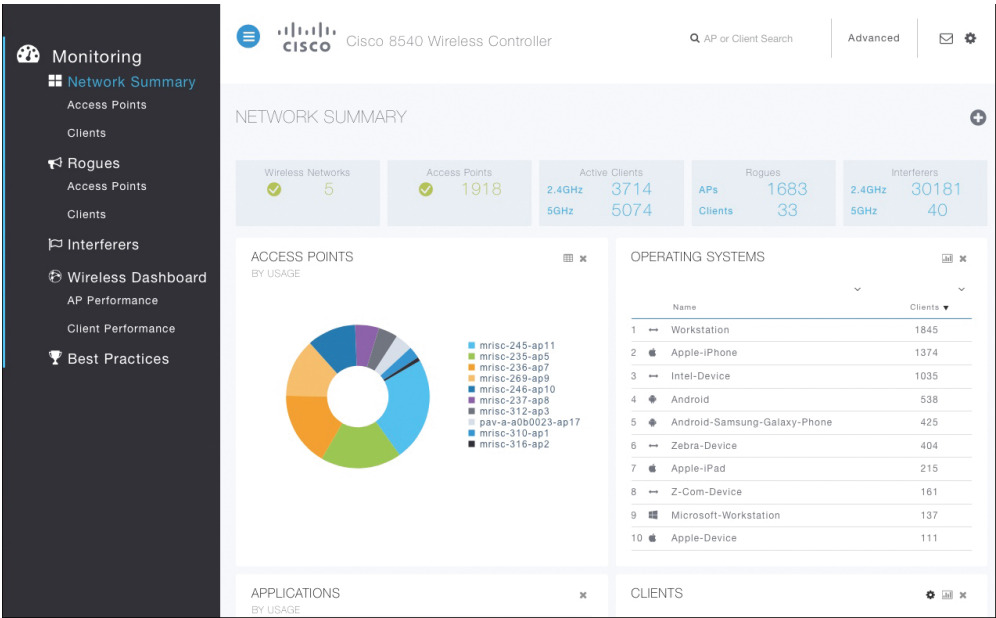 Monitoring
Network Summary
Access Points
Clients
Rogues
Access Points
Clients
Interferers
Wireless Dashboard
AP Performance
Client Performance
Best Practices
CISCO Cisco 8540 Wireless Controller
AP or Client Search
Advanced
NETWORK SUMMARY
Wireless Networks
5
Access Points
1918
Active Clients
2.4GHz 3714
5GHz 5074
Rogues
APs 1683
Clients 33
Interferers
2.4GHz 30181
5GHz 40
ACCESS POINTS
BY USAGE
mrisc-245-ap11
mrisc-235-ap5
mrisc-236-ap7
mrisc-269-ap9
mrisc-246-ap10
mrisc-237-ap8
mrisc-312-ap3
pav-a-a0b0023-ap17
mrisc-310-ap1
mrisc-316-ap2
OPERATING SYSTEMS
Name Clients
1 Workstation 1845
2 Apple-iPhone 1374
3 Intel-Device 1035
4 Android 538
5 Android-Samsung-Galaxy-Phone 425
6 Zebra-Device 404
7 Apple-iPad 215
8 Z-Com-Device 161
9 Microsoft-Workstation 137
10 Apple-Device 111
APPLICATIONS
BY USAGE
CLIENTS